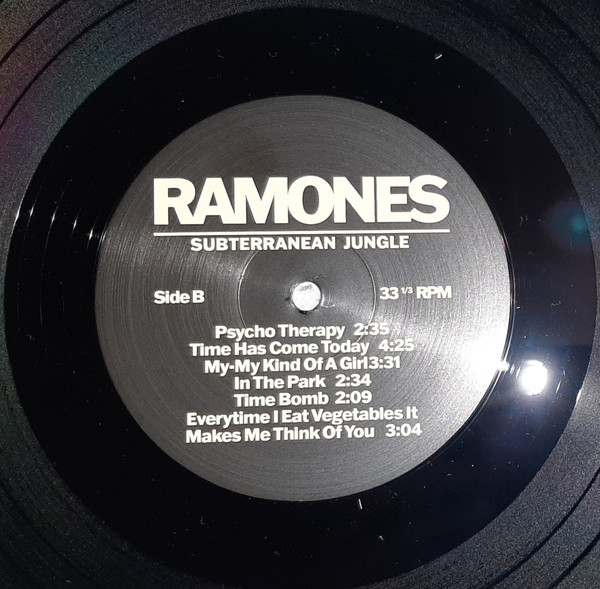 RAMONES
SUBTERRANEAN JUNGLE
Side B 33 1/3 RPM
Psycho Therapy 2:35
Time Has Come Today 4:25
My-My Kind Of A Girl3:31
In The Park 2:34
Time Bomb 2:09
Everytime I Eat Vegetables It
Makes Me Think Of You 3:04